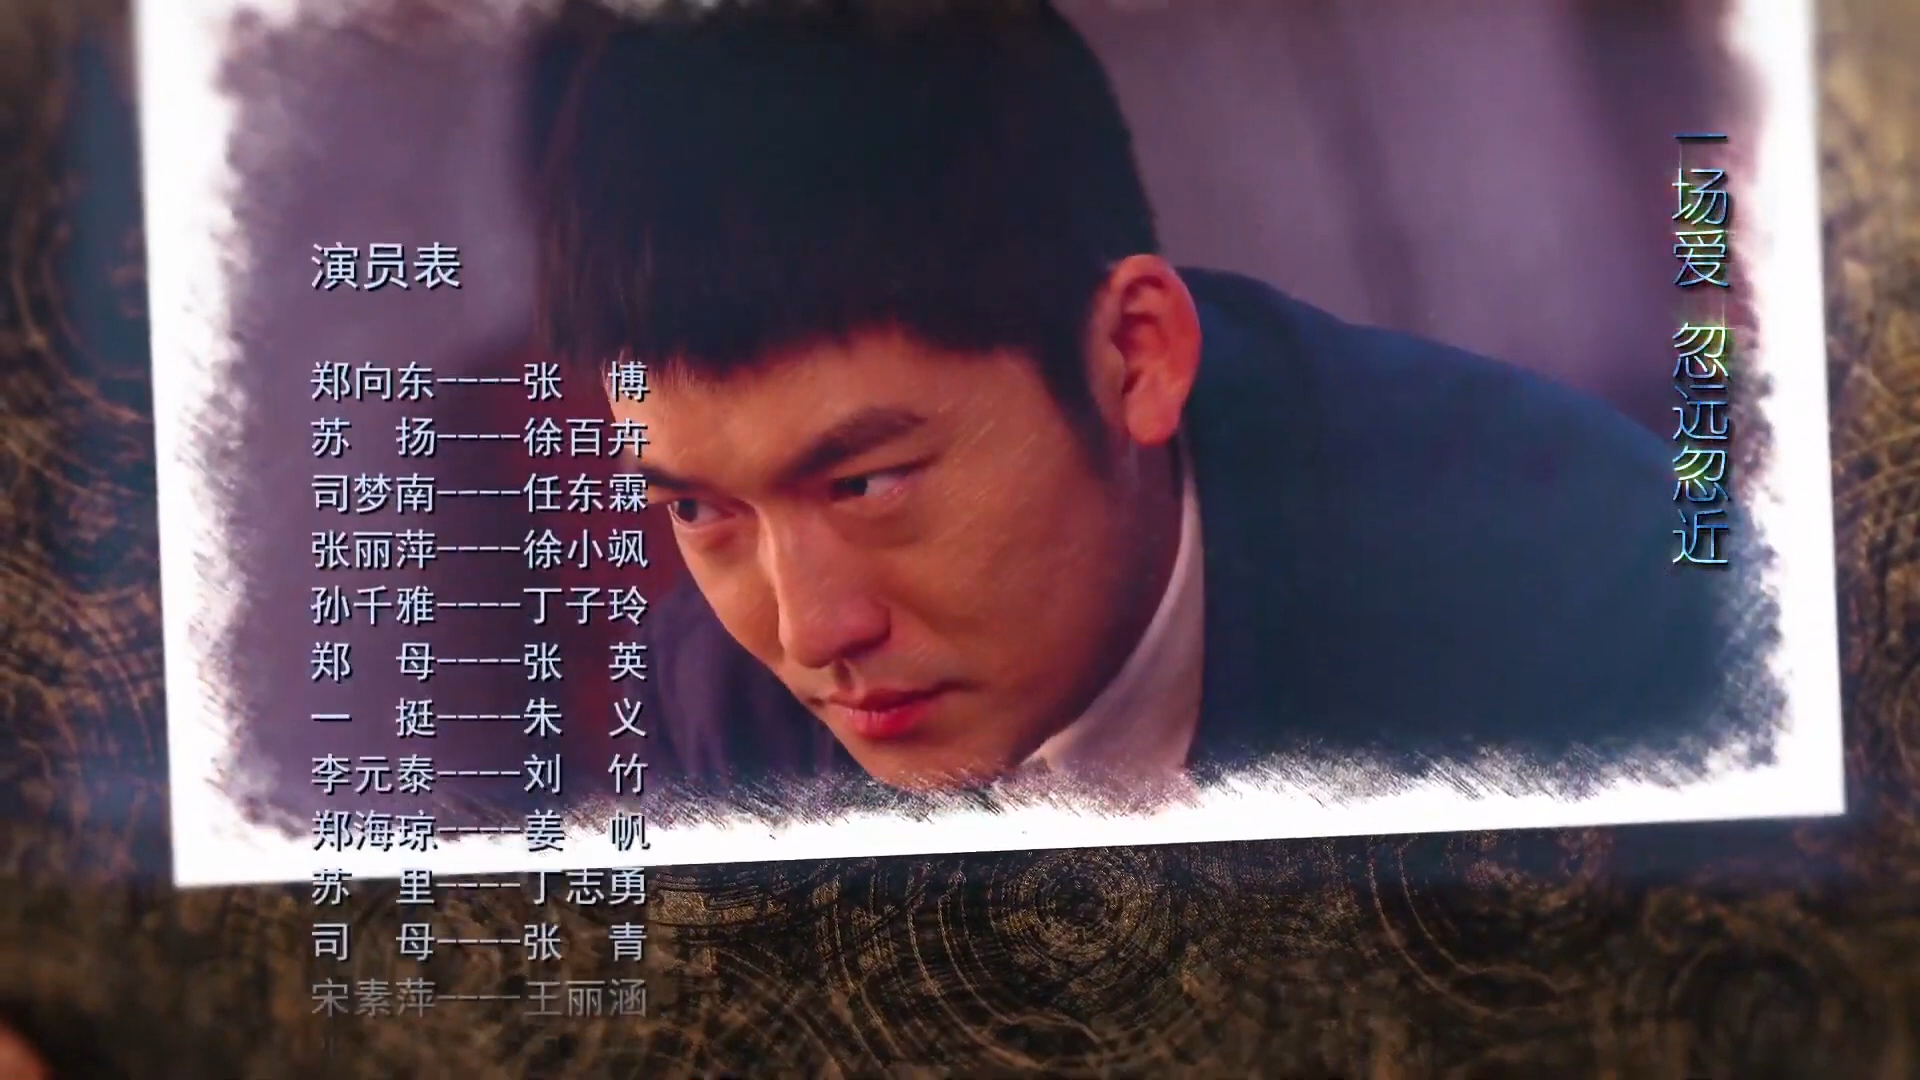 演员表
郑向东----张　博
苏　扬----徐百卉
司梦南----任东霖
张丽萍----徐小飒
孙千雅----丁子玲
郑　母----张　英
一　挺----朱　义
李元泰----刘　竹
郑海琼----姜　帆
苏　里----丁志勇
司　母----张　青
宋素萍----王丽涵
一场爱 忽远忽近